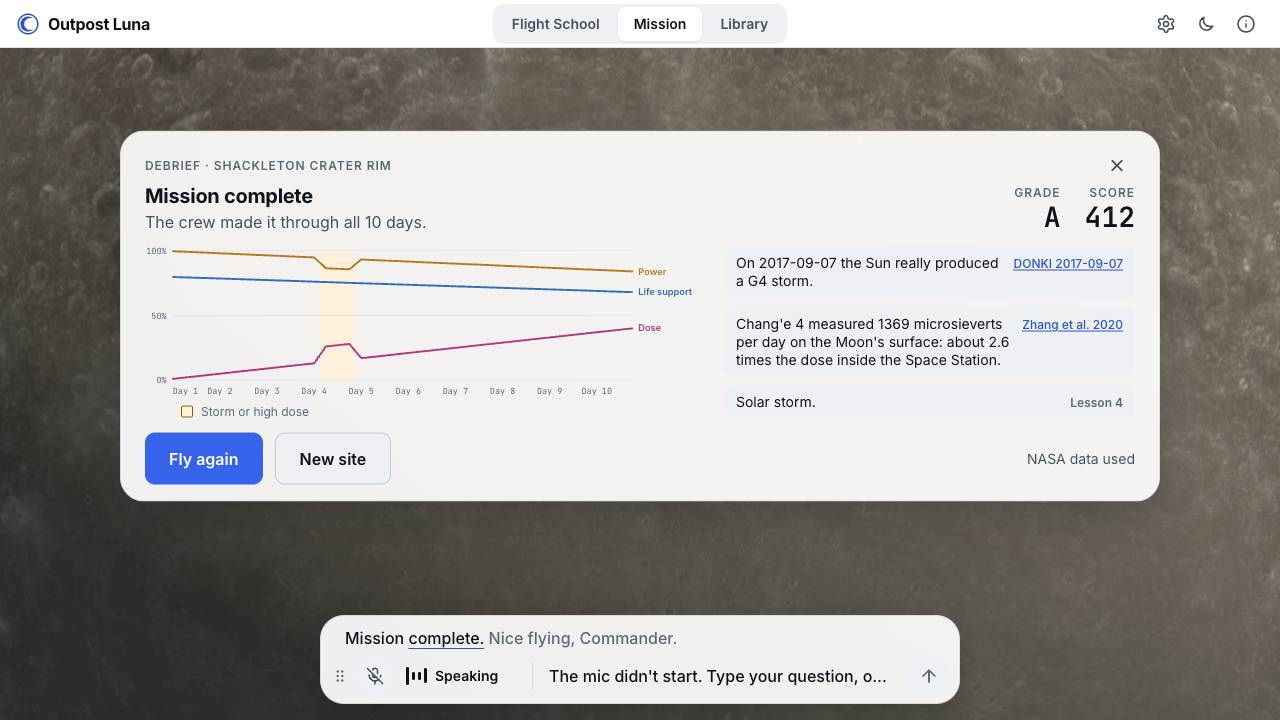 Outpost Luna
Flight School
Mission
Library
DEBRIEF · SHACKLETON CRATER RIM
Mission complete
The crew made it through all 10 days.
GRADE
A
SCORE
412
100%
50%
0%
Power
Life support
Dose
Day 1 Day 2 Day 3 Day 4 Day 5 Day 6 Day 7 Day 8 Day 9 Day 10
Storm or high dose
On 2017-09-07 the Sun really produced
a G4 storm.
DONKI 2017-09-07
Chang'e 4 measured 1369 microsieverts
per day on the Moon's surface: about 2.6
times the dose inside the Space Station.
Zhang et al. 2020
Solar storm.
Lesson 4
Fly again
New site
NASA data used
Mission complete. Nice flying, Commander.
Speaking
The mic didn't start. Type your question, o...